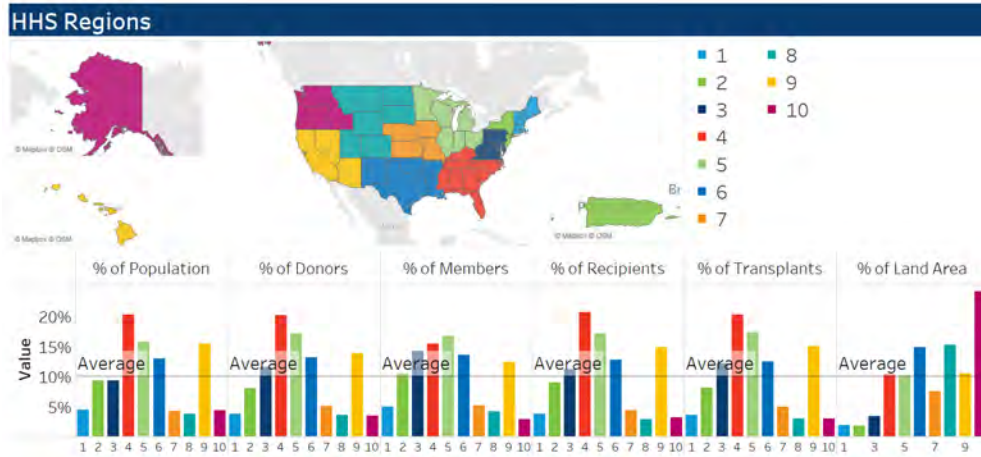 HHS Regions
© Mapbox © OSM
© Mapbox © OSM
Br
P
© Mapbox © OSM
1 8
2 9
3 10
4
5
6
7
% of Population % of Donors % of Members % of Recipients % of Transplants % of Land Area
Value
20%
15%
10%
5%
Average Average Average Average Average Average
1 2 3 4 5 6 7 8 9 10 1 2 3 4 5 6 7 8 9 10 1 2 3 4 5 6 7 8 9 10 1 2 3 4 5 6 7 8 9 10 1 2 3 4 5 6 7 8 9 10 1 3 5 7 9